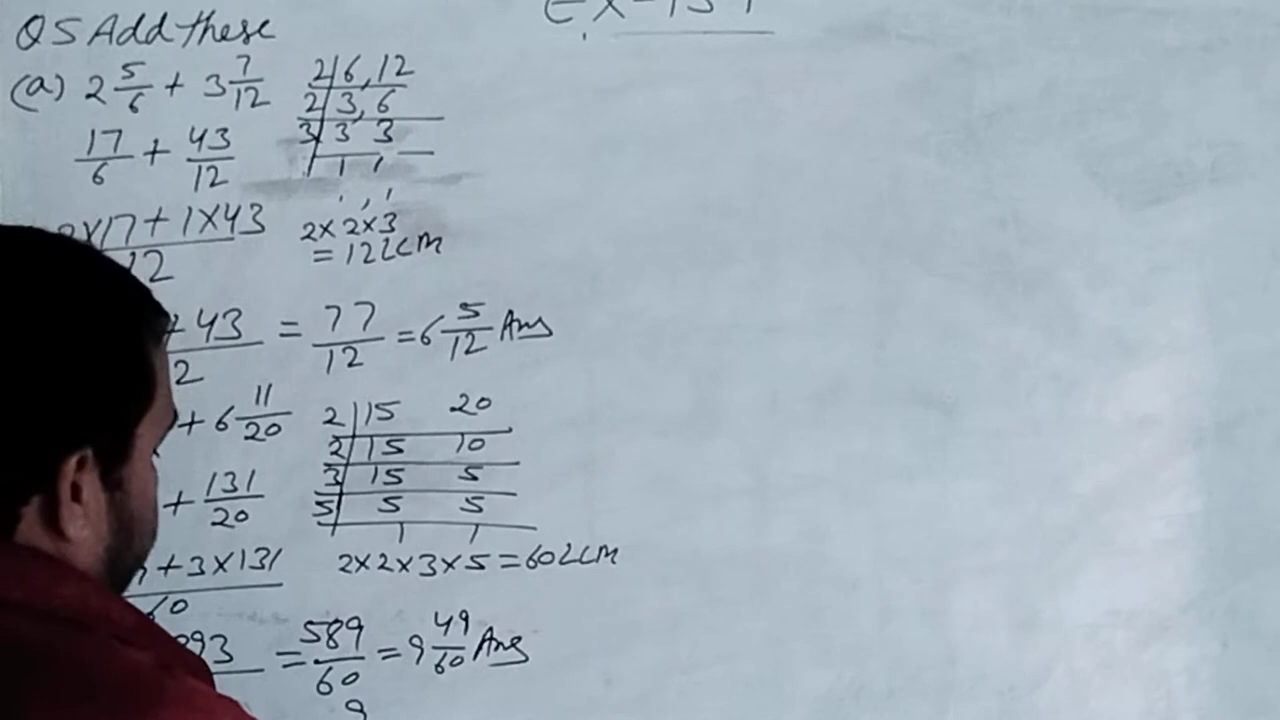 Q5 Add these
(a) 2 5/6 + 3 7/12
2|6, 12
2|3, 6
3|3 3
1, 1
17/6 + 43/12
×17 + 1×43 / 12
2×2×3
= 12 LCM
+ 43 / 2 = 77/12 = 6 5/12 Ans
+ 6 11/20
2|15 20
2|15 10
3|15 5
5|5 5
1 1
+ 131/20
+ 3×131 / 60
2×2×3×5 = 60 LCM
93 = 589/60 = 9 49/60 Ans
9